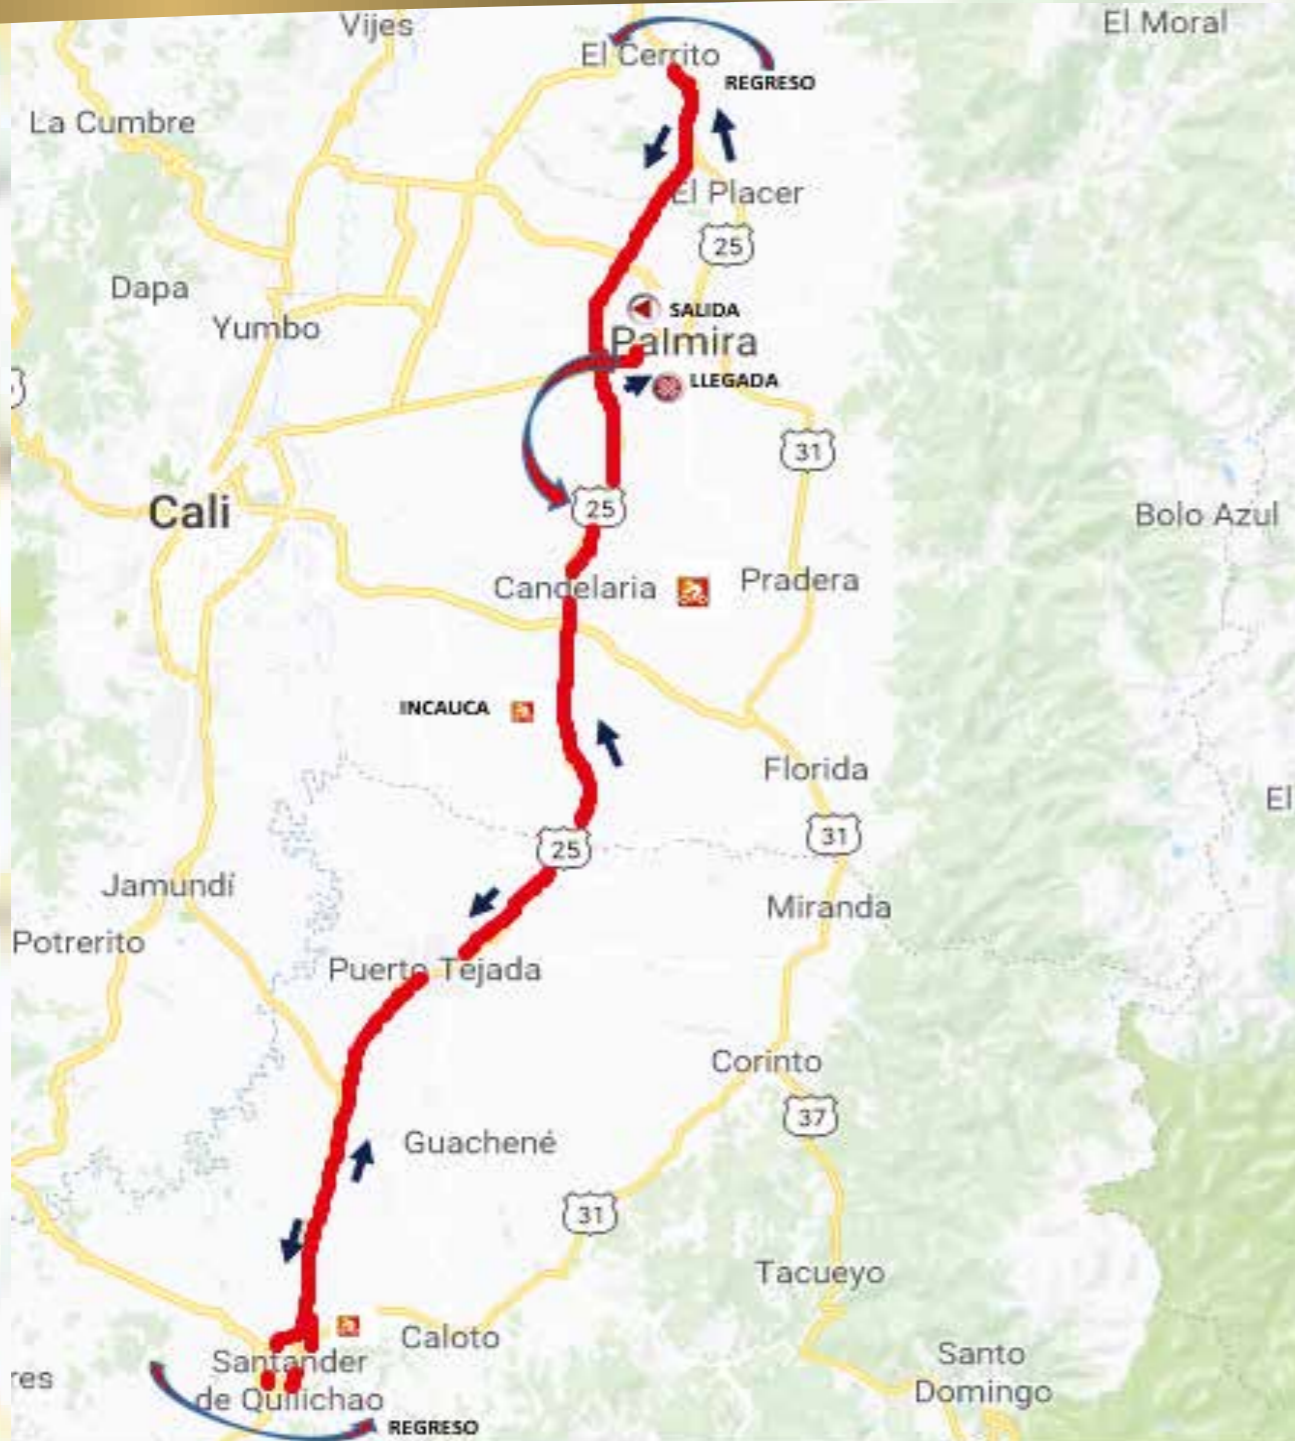 Vijes
El Moral
El Cerrito
REGRESO
La Cumbre
El Placer
25
Dapa
SALIDA
Yumbo
Palmira
LLEGADA
31
Cali
25
Bolo Azul
Candelaria
Pradera
INCAUCA
Florida
El
31
25
Jamundí
Miranda
Potrerito
Puerto Tejada
Corinto
37
Guachené
31
Tacueyo
Caloto
Santander
de Quilichao
res
Santo
Domingo
REGRESO